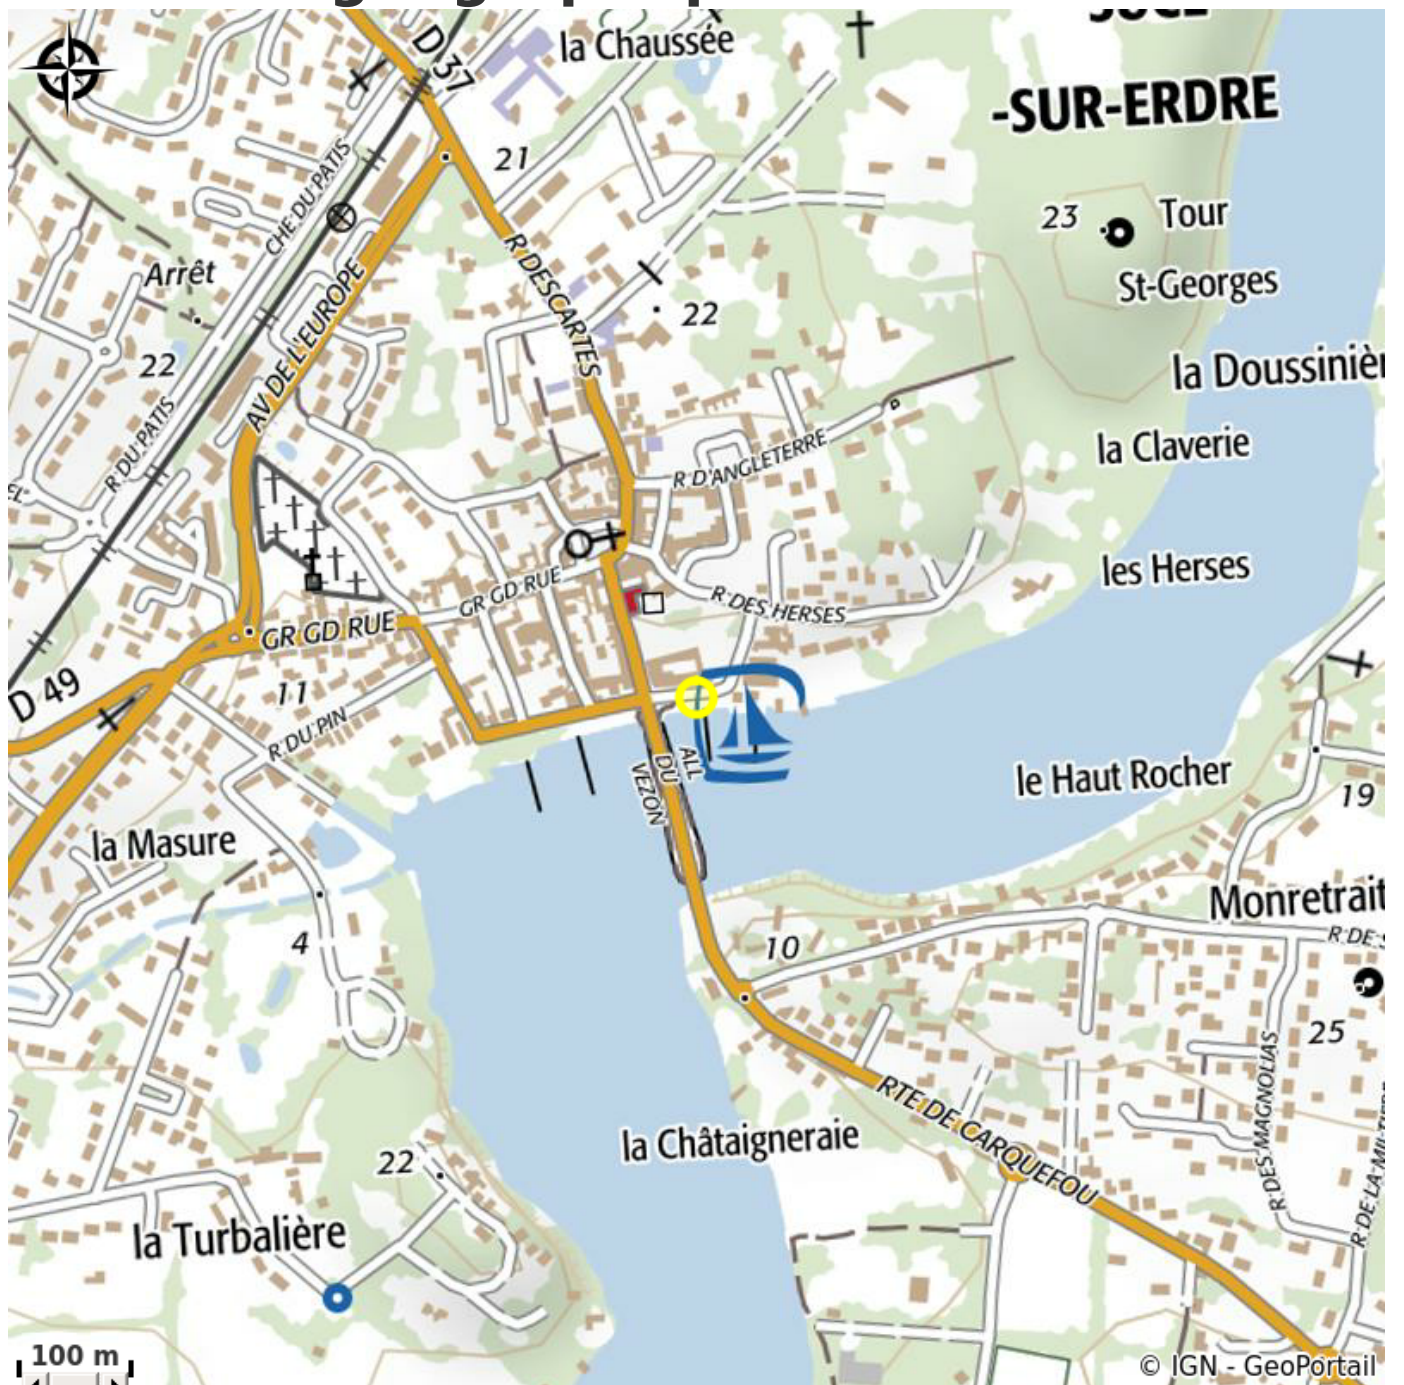 D 37
la Chaussée
-SUR-ERDRE
21
CHE DU PATIS
23
Tour
St-Georges
Arrêt
R DESCARTES
22
22
AV DE L'EUROPE
la Doussinièr
R DU PATIS
R D'ANGLETERRE
la Claverie
les Herses
GR GD RUE
R DES HERSES
GR GD RUE
D 49
11
R DU PIN
ALL
DU
VEZON
le Haut Rocher
19
la Masure
Monretrait
R DE S
4
10
25
RTE DE CARQUEFOU
R DES MAGNOLIAS
la Châtaigneraie
22
la Turbalière
100 m
© IGN - GeoPortail